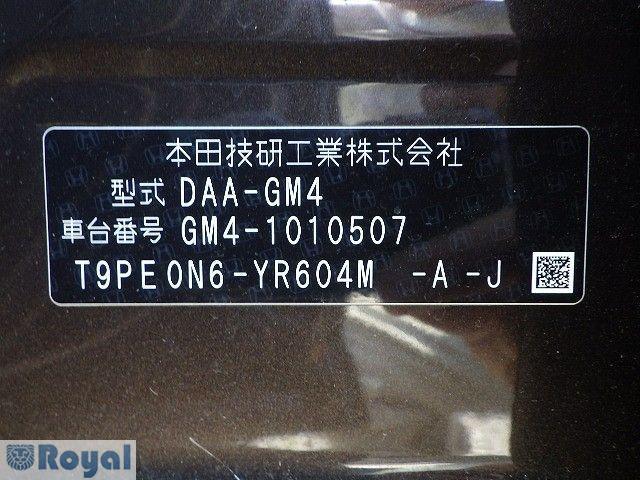 本田技研工業株式会社
型式 DAA-GM4
車台番号 GM4-1010507
T9PE0N6-YR604M -A-J
Royal